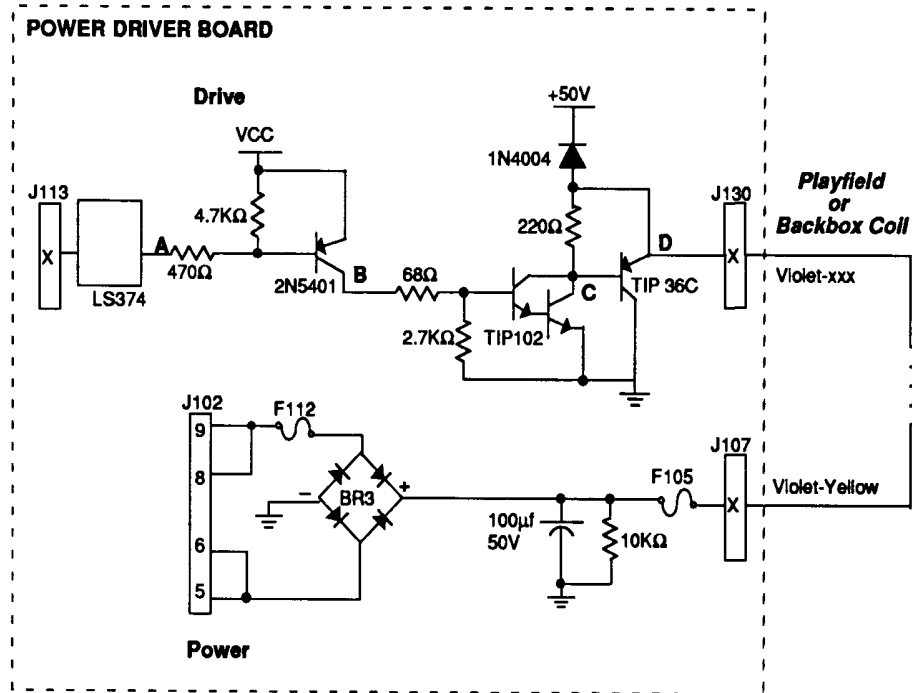 POWER DRIVER BOARD
Drive
VCC
+50V
1N4004
J113
4.7KΩ
220Ω
J130
Playfield
or
Backbox Coil
X
A
470Ω
LS374
2N5401
B
68Ω
2.7KΩ
TIP102
C
D
TIP 36C
X
Violet-xxx
J102
F112
9
8
6
5
–
BR3
+
100µf
50V
10KΩ
F105
J107
X
Violet-Yellow
Power